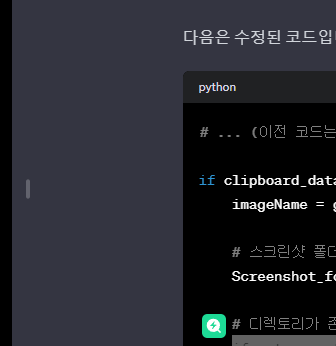 다음은 수정된 코드입
python
# ... (이전 코드는
if clipboard_data
imageName =
# 스크린샷 폴더
Screenshot_fo
# 디렉토리가 존